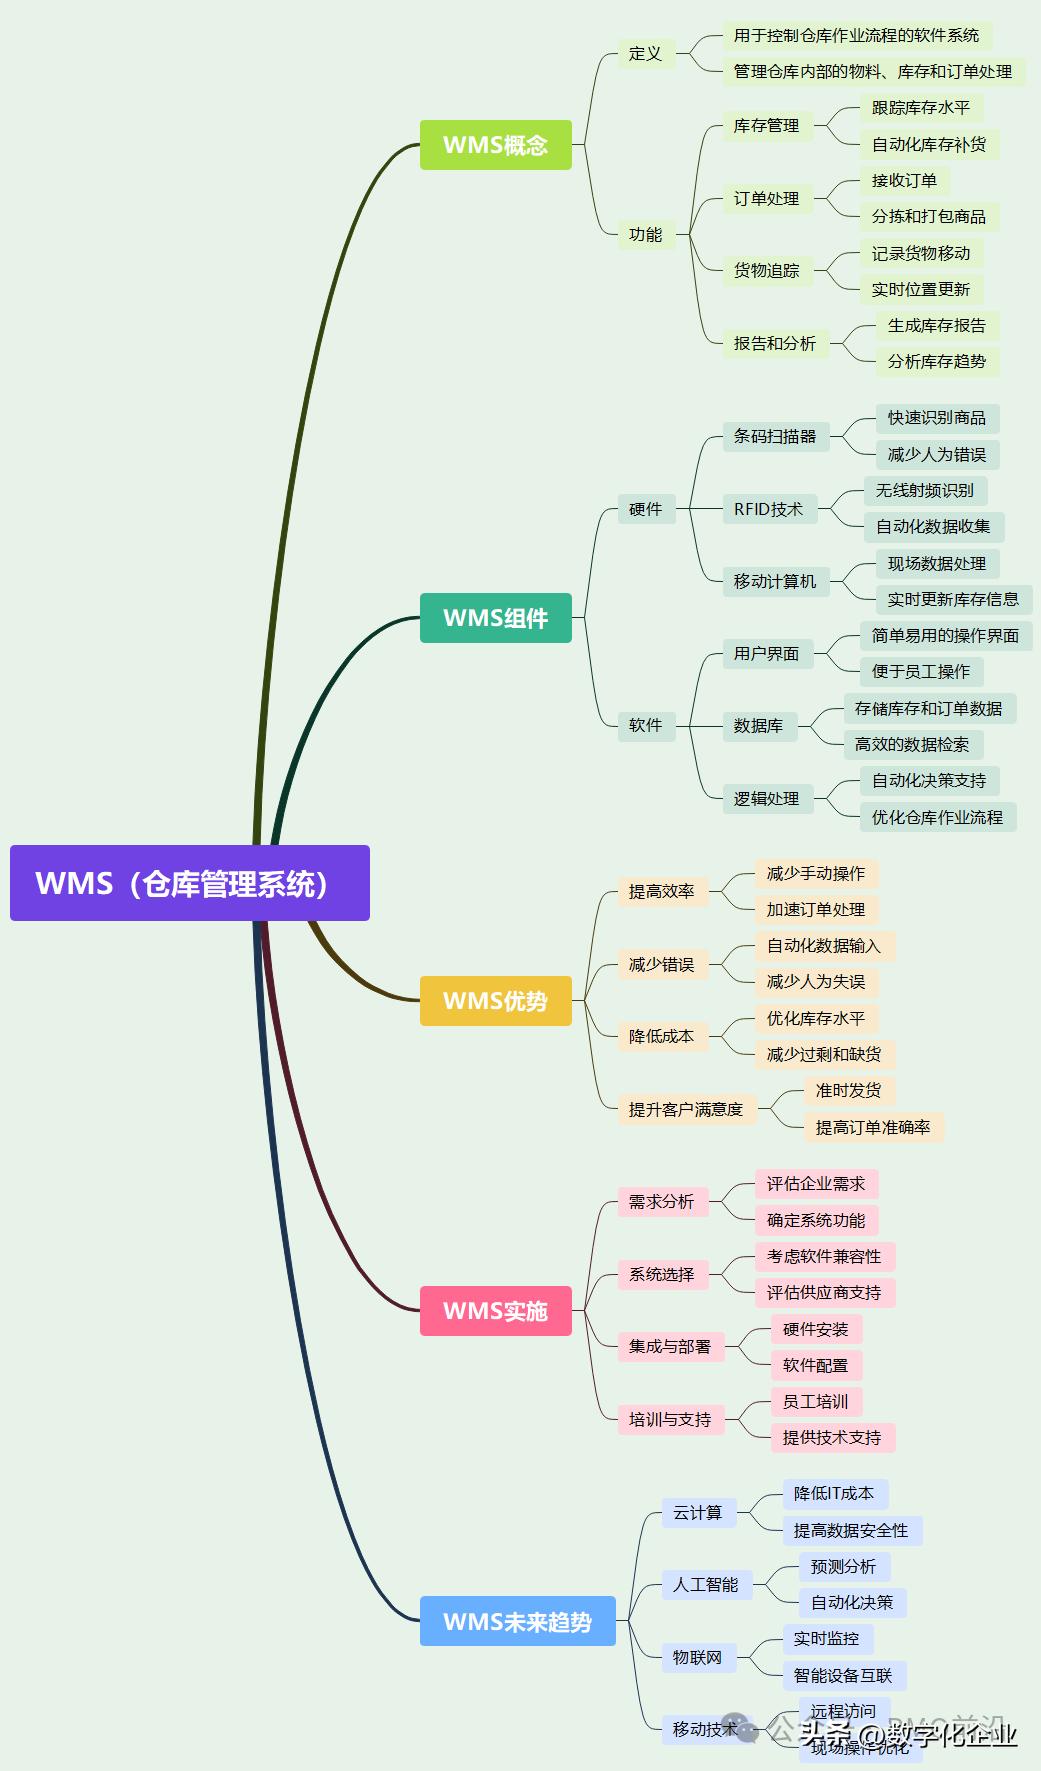 WMS（仓库管理系统）
WMS概念
定义
用于控制仓库作业流程的软件系统
管理仓库内部的物料、库存和订单处理
功能
库存管理
跟踪库存水平
自动化库存补货
订单处理
接收订单
分拣和打包商品
货物追踪
记录货物移动
实时位置更新
报告和分析
生成库存报告
分析库存趋势
WMS组件
硬件
条码扫描器
快速识别商品
减少人为错误
RFID技术
无线射频识别
自动化数据收集
移动计算机
现场数据处理
实时更新库存信息
软件
用户界面
简单易用的操作界面
便于员工操作
数据库
存储库存和订单数据
高效的数据检索
逻辑处理
自动化决策支持
优化仓库作业流程
WMS优势
提高效率
减少手动操作
加速订单处理
减少错误
自动化数据输入
减少人为失误
降低成本
优化库存水平
减少过剩和缺货
提升客户满意度
准时发货
提高订单准确率
WMS实施
需求分析
评估企业需求
确定系统功能
系统选择
考虑软件兼容性
评估供应商支持
集成与部署
硬件安装
软件配置
培训与支持
员工培训
提供技术支持
WMS未来趋势
云计算
降低IT成本
提高数据安全性
人工智能
预测分析
自动化决策
物联网
实时监控
智能设备互联
移动技术
远程访问
现场操作优化
头条 @数字化企业